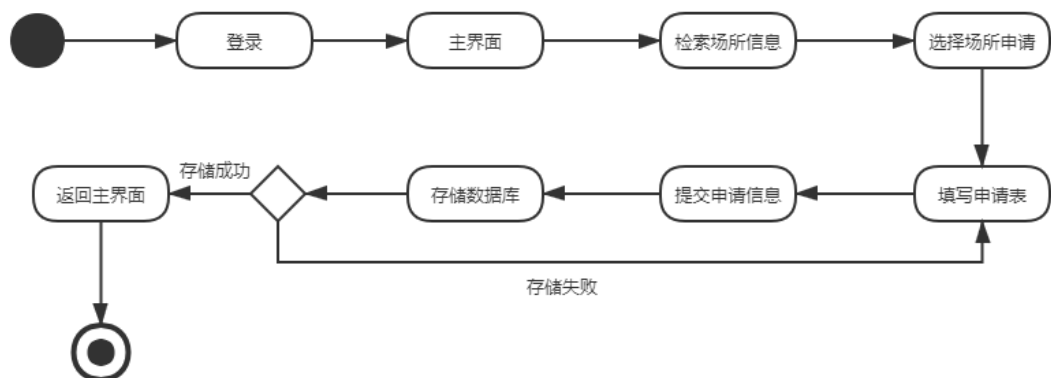 登录
主界面
检索场所信息
选择场所申请
存储成功
返回主界面
存储数据库
提交申请信息
填写申请表
存储失败